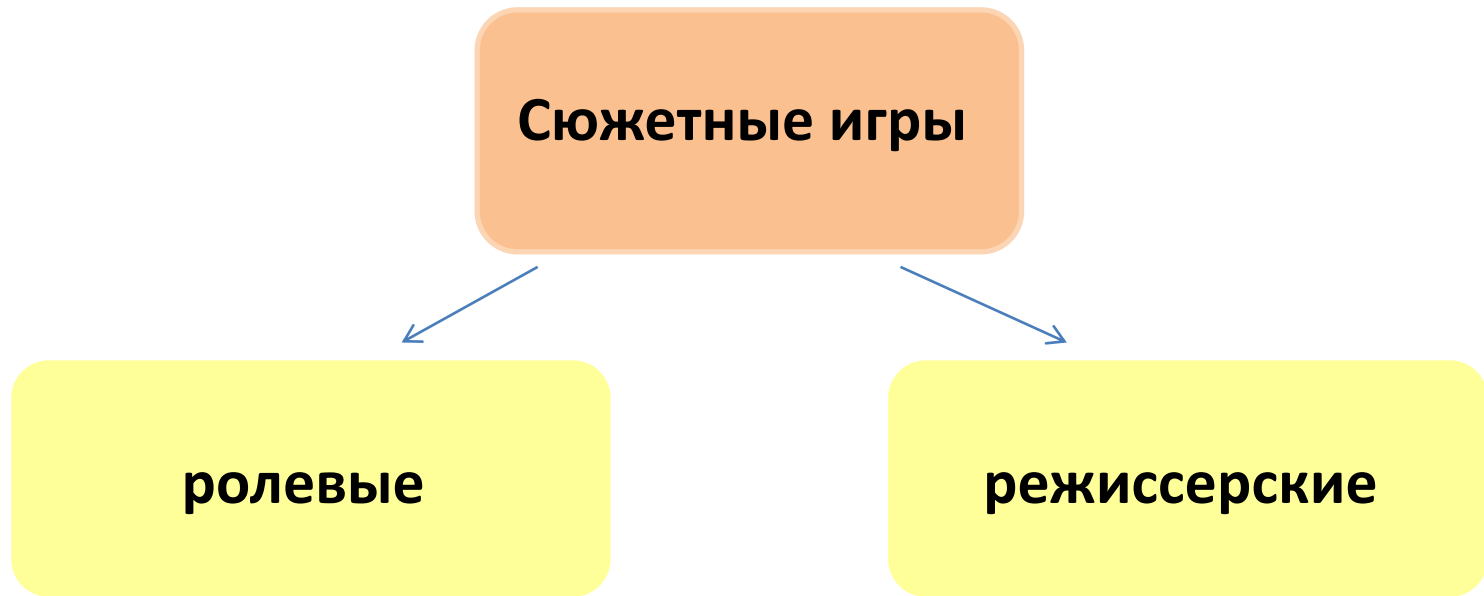 Сюжетные игры
ролевые
режиссерские